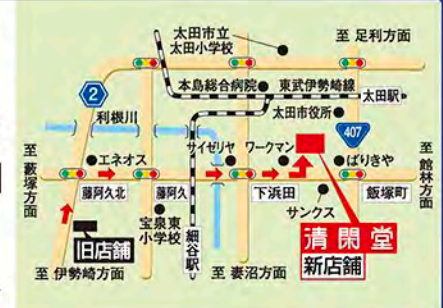 太田市立
太田小学校
至 足利方面
本島総合病院
東武伊勢崎線
太田駅
2
利根川
太田市役所
407
至 藪塚方面
エネオス
サイゼリヤ
ワークマン
ばりきや
至 館林方面
藤阿久北
藤阿久
下浜田
飯塚町
旧店舗
宝泉東
小学校
細谷駅
サンクス
清閑堂
新店舗
至 伊勢崎方面
至 妻沼方面